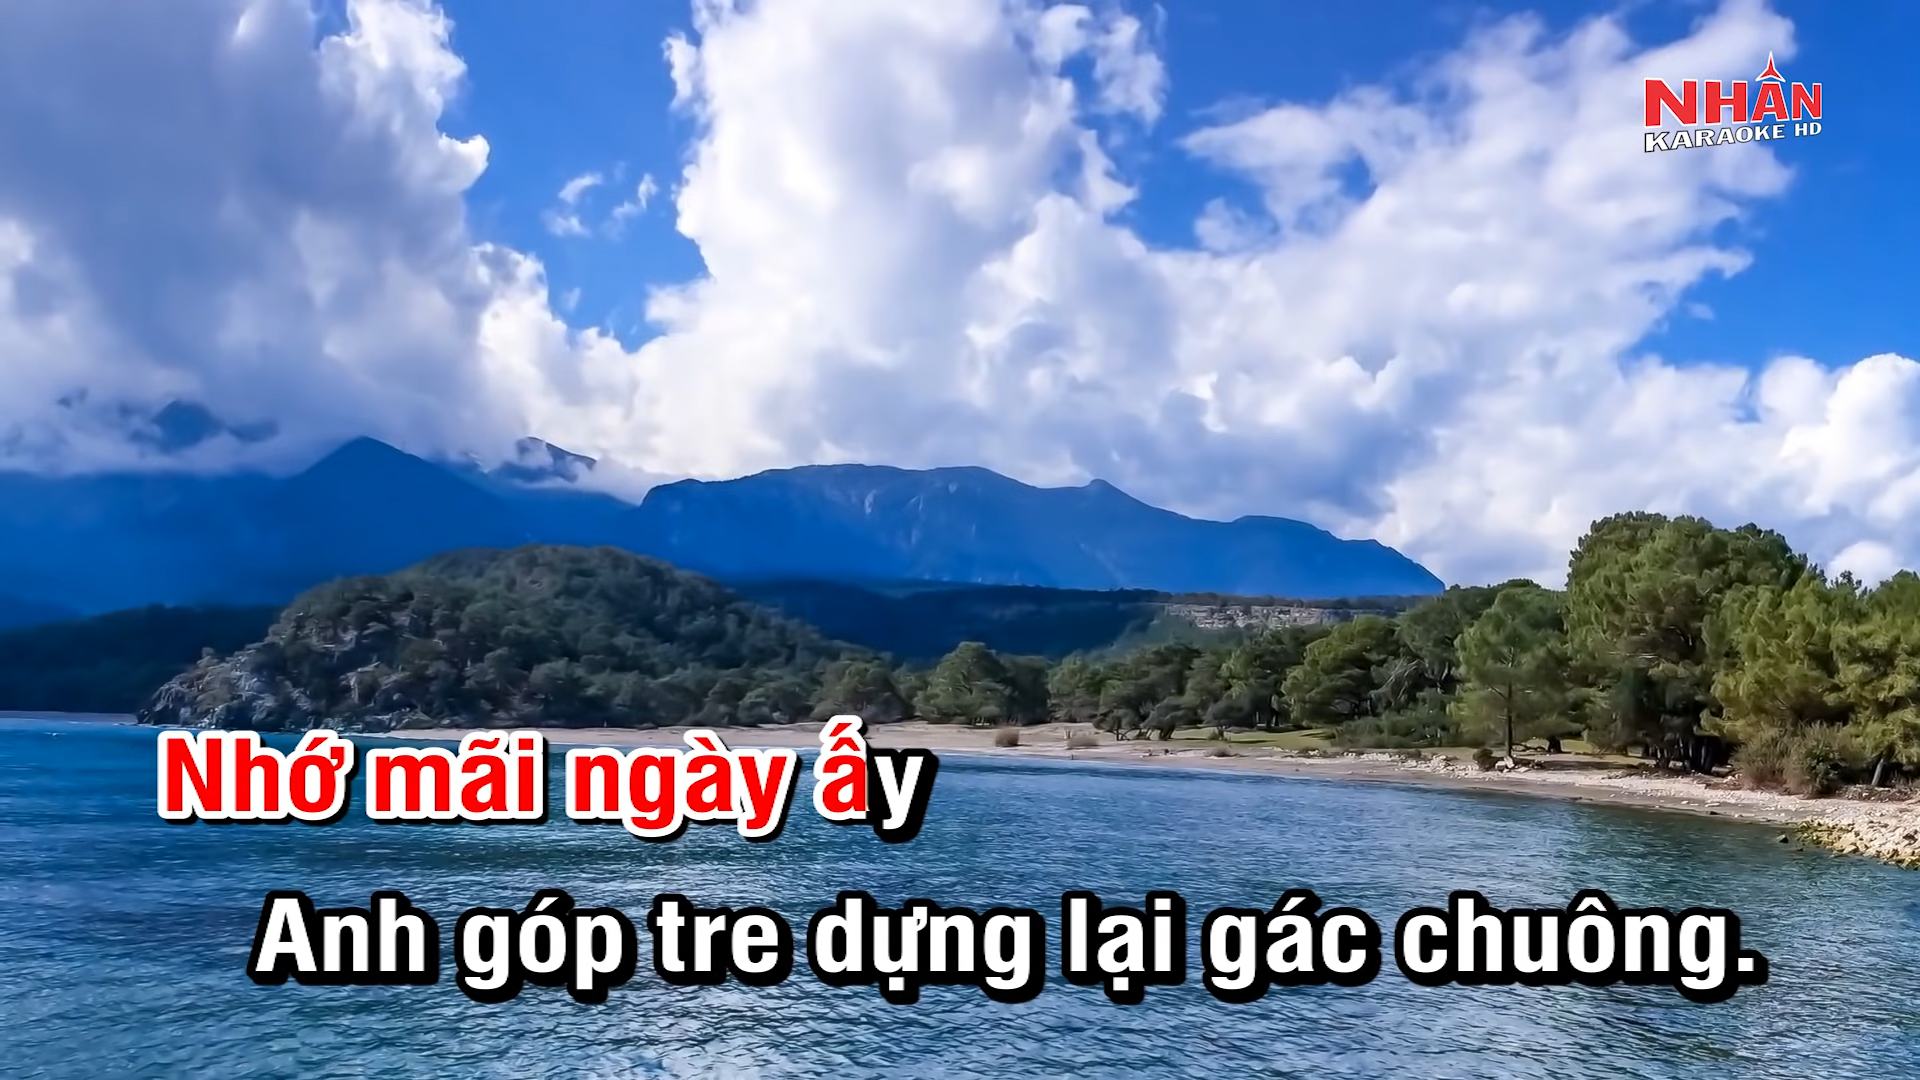 NHÂN
KARAOKE HD
Nhớ mãi ngày ấy
Anh góp tre dựng lại gác chuông.